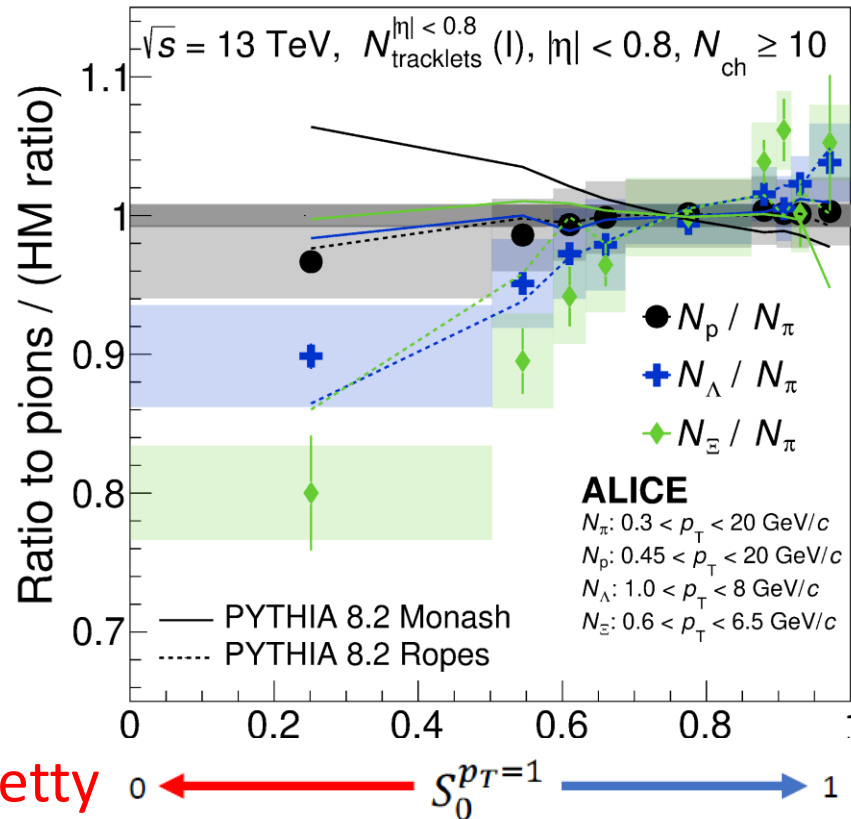 √s = 13 TeV, N_tracklets^|η| < 0.8 (I), |η| < 0.8, N_ch ≥ 10
Ratio to pions / (HM ratio)
1.1
1
0.9
0.8
0.7
N_p / N_π
N_Λ / N_π
N_Ξ / N_π
ALICE
N_π: 0.3 < p_T < 20 GeV/c
N_p: 0.45 < p_T < 20 GeV/c
N_Λ: 1.0 < p_T < 8 GeV/c
N_Ξ: 0.6 < p_T < 6.5 GeV/c
PYTHIA 8.2 Monash
PYTHIA 8.2 Ropes
0 0.2 0.4 0.6 0.8 1
etty 0 S_0^{p_T=1} 1